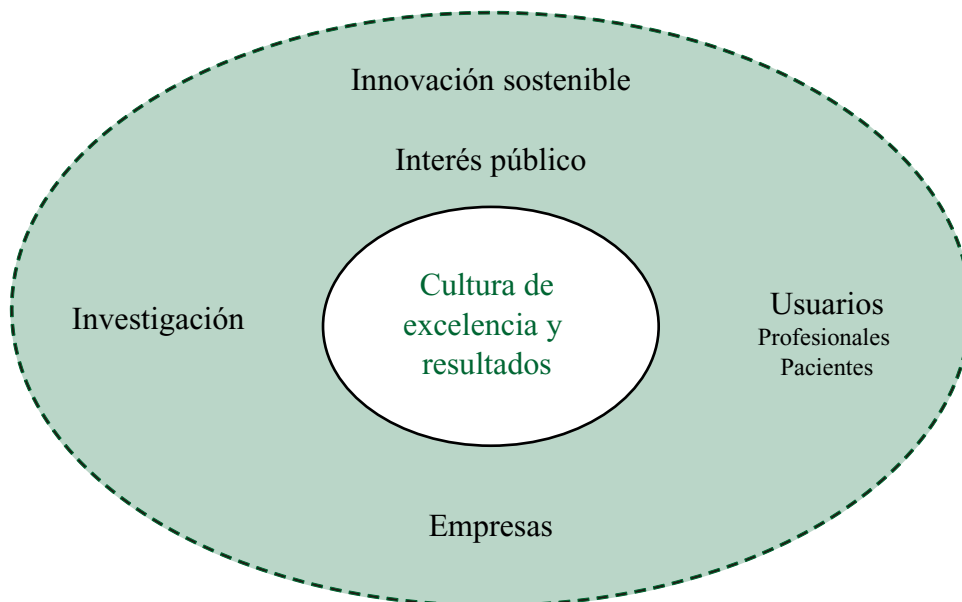 Innovación sostenible
Interés público
Cultura de
excelencia y
resultados
Investigación
Usuarios
Profesionales
Pacientes
Empresas